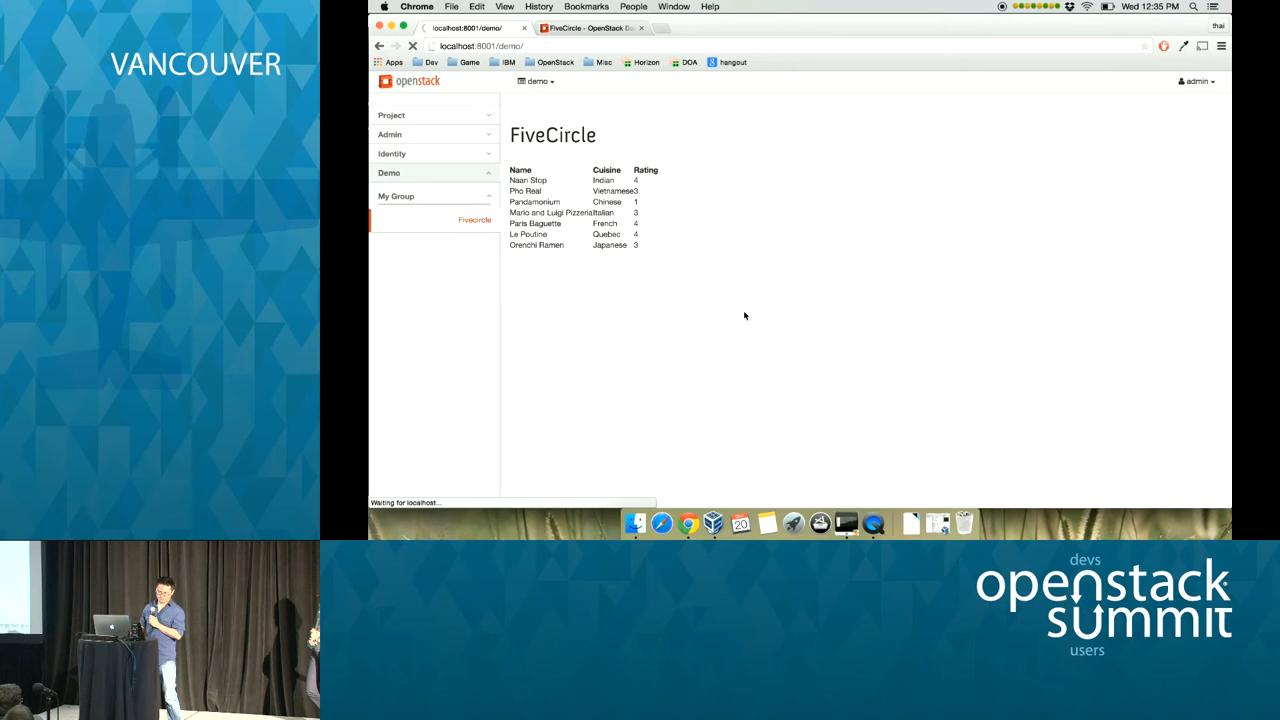 VANCOUVER
Chrome File Edit View History Bookmarks People Window Help
Wed 12:35 PM
localhost:8001/demo/
FiveCircle - OpenStack Da
thai
localhost:8001/demo/
Apps Dev Game IBM OpenStack Misc Horizon DOA hangout
openstack
demo
admin
Project
Admin
Identity
Demo
My Group
Fivecircle
FiveCircle
Name Cuisine Rating
Naan Stop Indian 4
Pho Real Vietnamese 3
Pandamonium Chinese 1
Mario and Luigi Pizzeria Italian 3
Paris Baguette French 4
Le Poutine Quebec 4
Orenchi Ramen Japanese 3
Waiting for localhost...
20
devs
openstack
summit
users